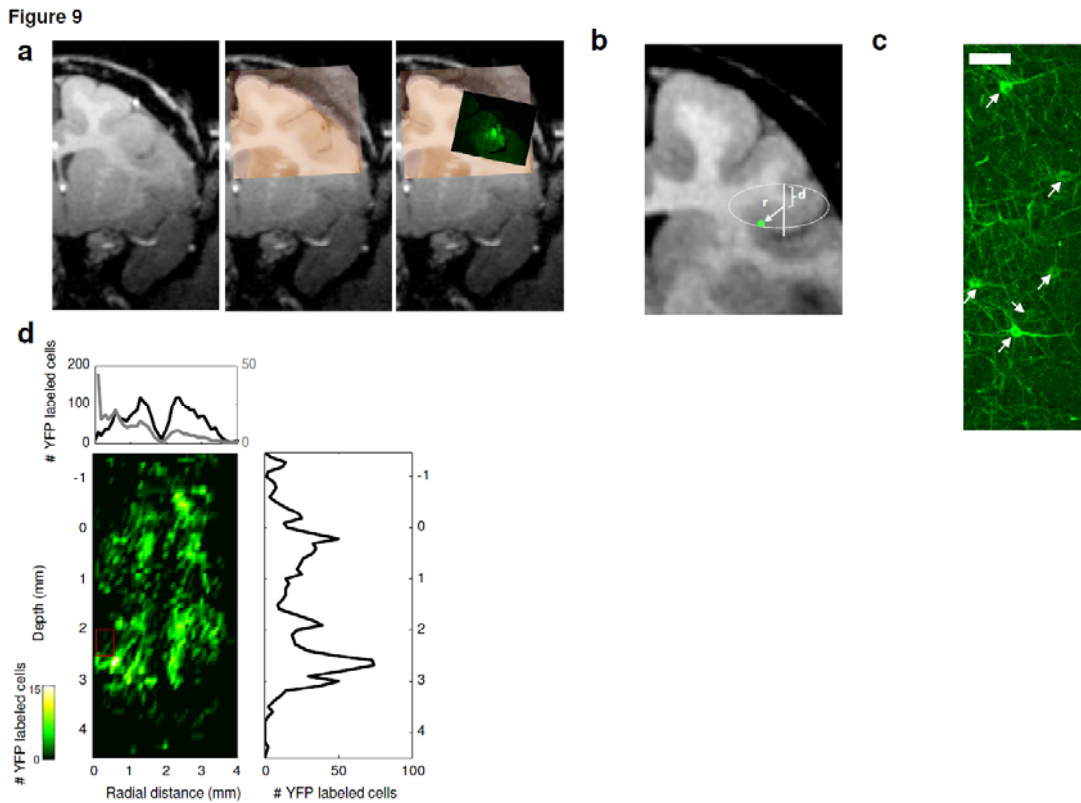 Figure 9
a
b
c
d
r
d
# YFP labeled cells
200
100
0
50
0
Depth (mm)
-1
0
1
2
3
4
-1
0
1
2
3
4
# YFP labeled cells
15
0
0 1 2 3 4
Radial distance (mm)
0 50 100
# YFP labeled cells